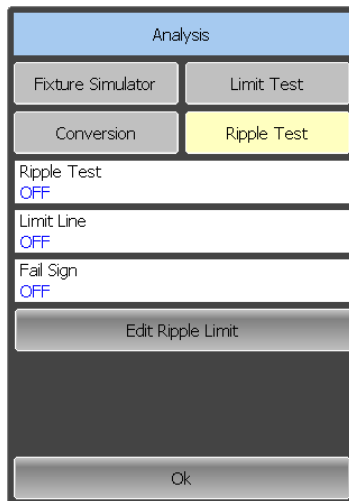 Analysis
Fixture Simulator
Limit Test
Conversion
Ripple Test
Ripple Test
OFF
Limit Line
OFF
Fail Sign
OFF
Edit Ripple Limit
Ok